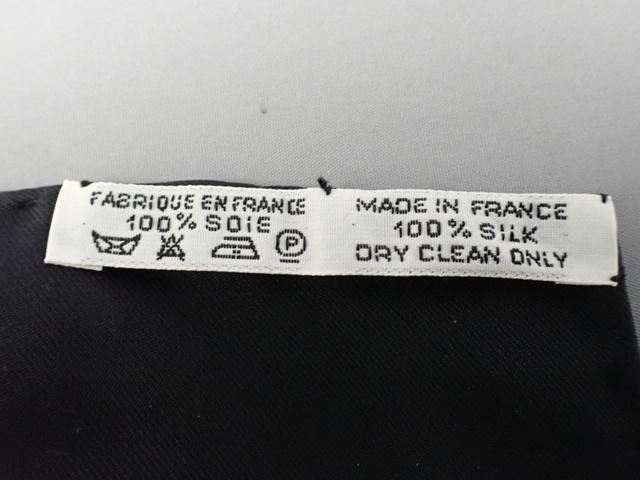 FABRIQUE EN FRANCE
100% SOIE
P
MADE IN FRANCE
100% SILK
DRY CLEAN ONLY